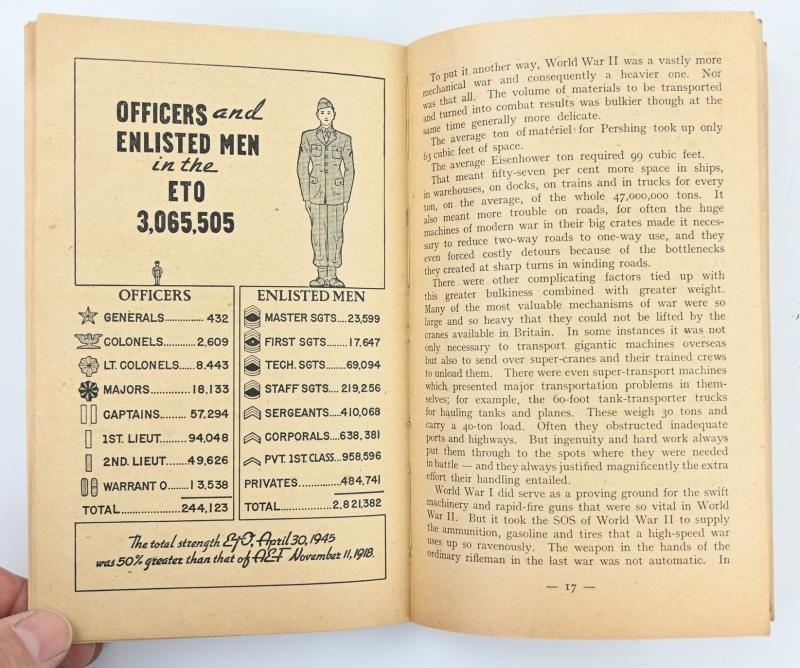 OFFICERS and
ENLISTED MEN
in the
ETO
3,065,505
OFFICERS
GENERALS............... 432
COLONELS............2,609
LT. COLONELS......8,443
MAJORS...............18,133
CAPTAINS..........57,294
1ST. LIEUT..........94,048
2ND. LIEUT.......49,626
WARRANT O........13,538
TOTAL..............244,123
ENLISTED MEN
MASTER SGTS....23,599
FIRST SGTS......17,647
TECH. SGTS.......69,094
STAFF SGTS....219,256
SERGEANTS.....410,068
CORPORALS....638,381
PVT. 1ST. CLASS...958,596
PRIVATES..........484,741
TOTAL..............2,821,382
The total strength ETO, April 30, 1945
was 50% greater than that of AEF November 11, 1918.
To put it another way, World War II was a vastly more
mechanical war and consequently a heavier one. Nor
was that all. The volume of materials to be transported
and turned into combat results was bulkier though at the
same time generally more delicate.
The average ton of matériel for Pershing took up only
63 cubic feet of space.
The average Eisenhower ton required 99 cubic feet.
That meant fifty-seven per cent more space in ships,
in warehouses, on docks, on trains and in trucks for every
ton, on the average, of the whole 47,000,000 tons. It
also meant more trouble on roads, for often the huge
machines of modern war in their big crates made it neces-
sary to reduce two-way roads to one-way use, and they
even forced costly detours because of the bottlenecks
they created at sharp turns in winding roads.
There were other complicating factors tied up with
this greater bulkiness combined with greater weight.
Many of the most valuable mechanisms of war were so
large and so heavy that they could not be lifted by the
cranes available in Britain. In some instances it was not
only necessary to transport gigantic machines overseas
but also to send over super-cranes and their trained crews
to unload them. There were even super-transport machines
which presented major transportation problems in them-
selves; for example, the 60-foot tank-transporter trucks
for hauling tanks and planes. These weigh 30 tons and
carry a 40-ton load. Often they obstructed inadequate
ports and highways. But ingenuity and hard work always
put them through to the spots where they were needed
in battle — and they always justified magnificently the extra
effort their handling entailed.
World War I did serve as a proving ground for the swift
machinery and rapid-fire guns that were so vital in World
War II. But it took the SOS of World War II to supply
the ammunition, gasoline and tires that a high-speed war
uses up so ravenously. The weapon in the hands of the
ordinary rifleman in the last war was not automatic. In
— 17 —